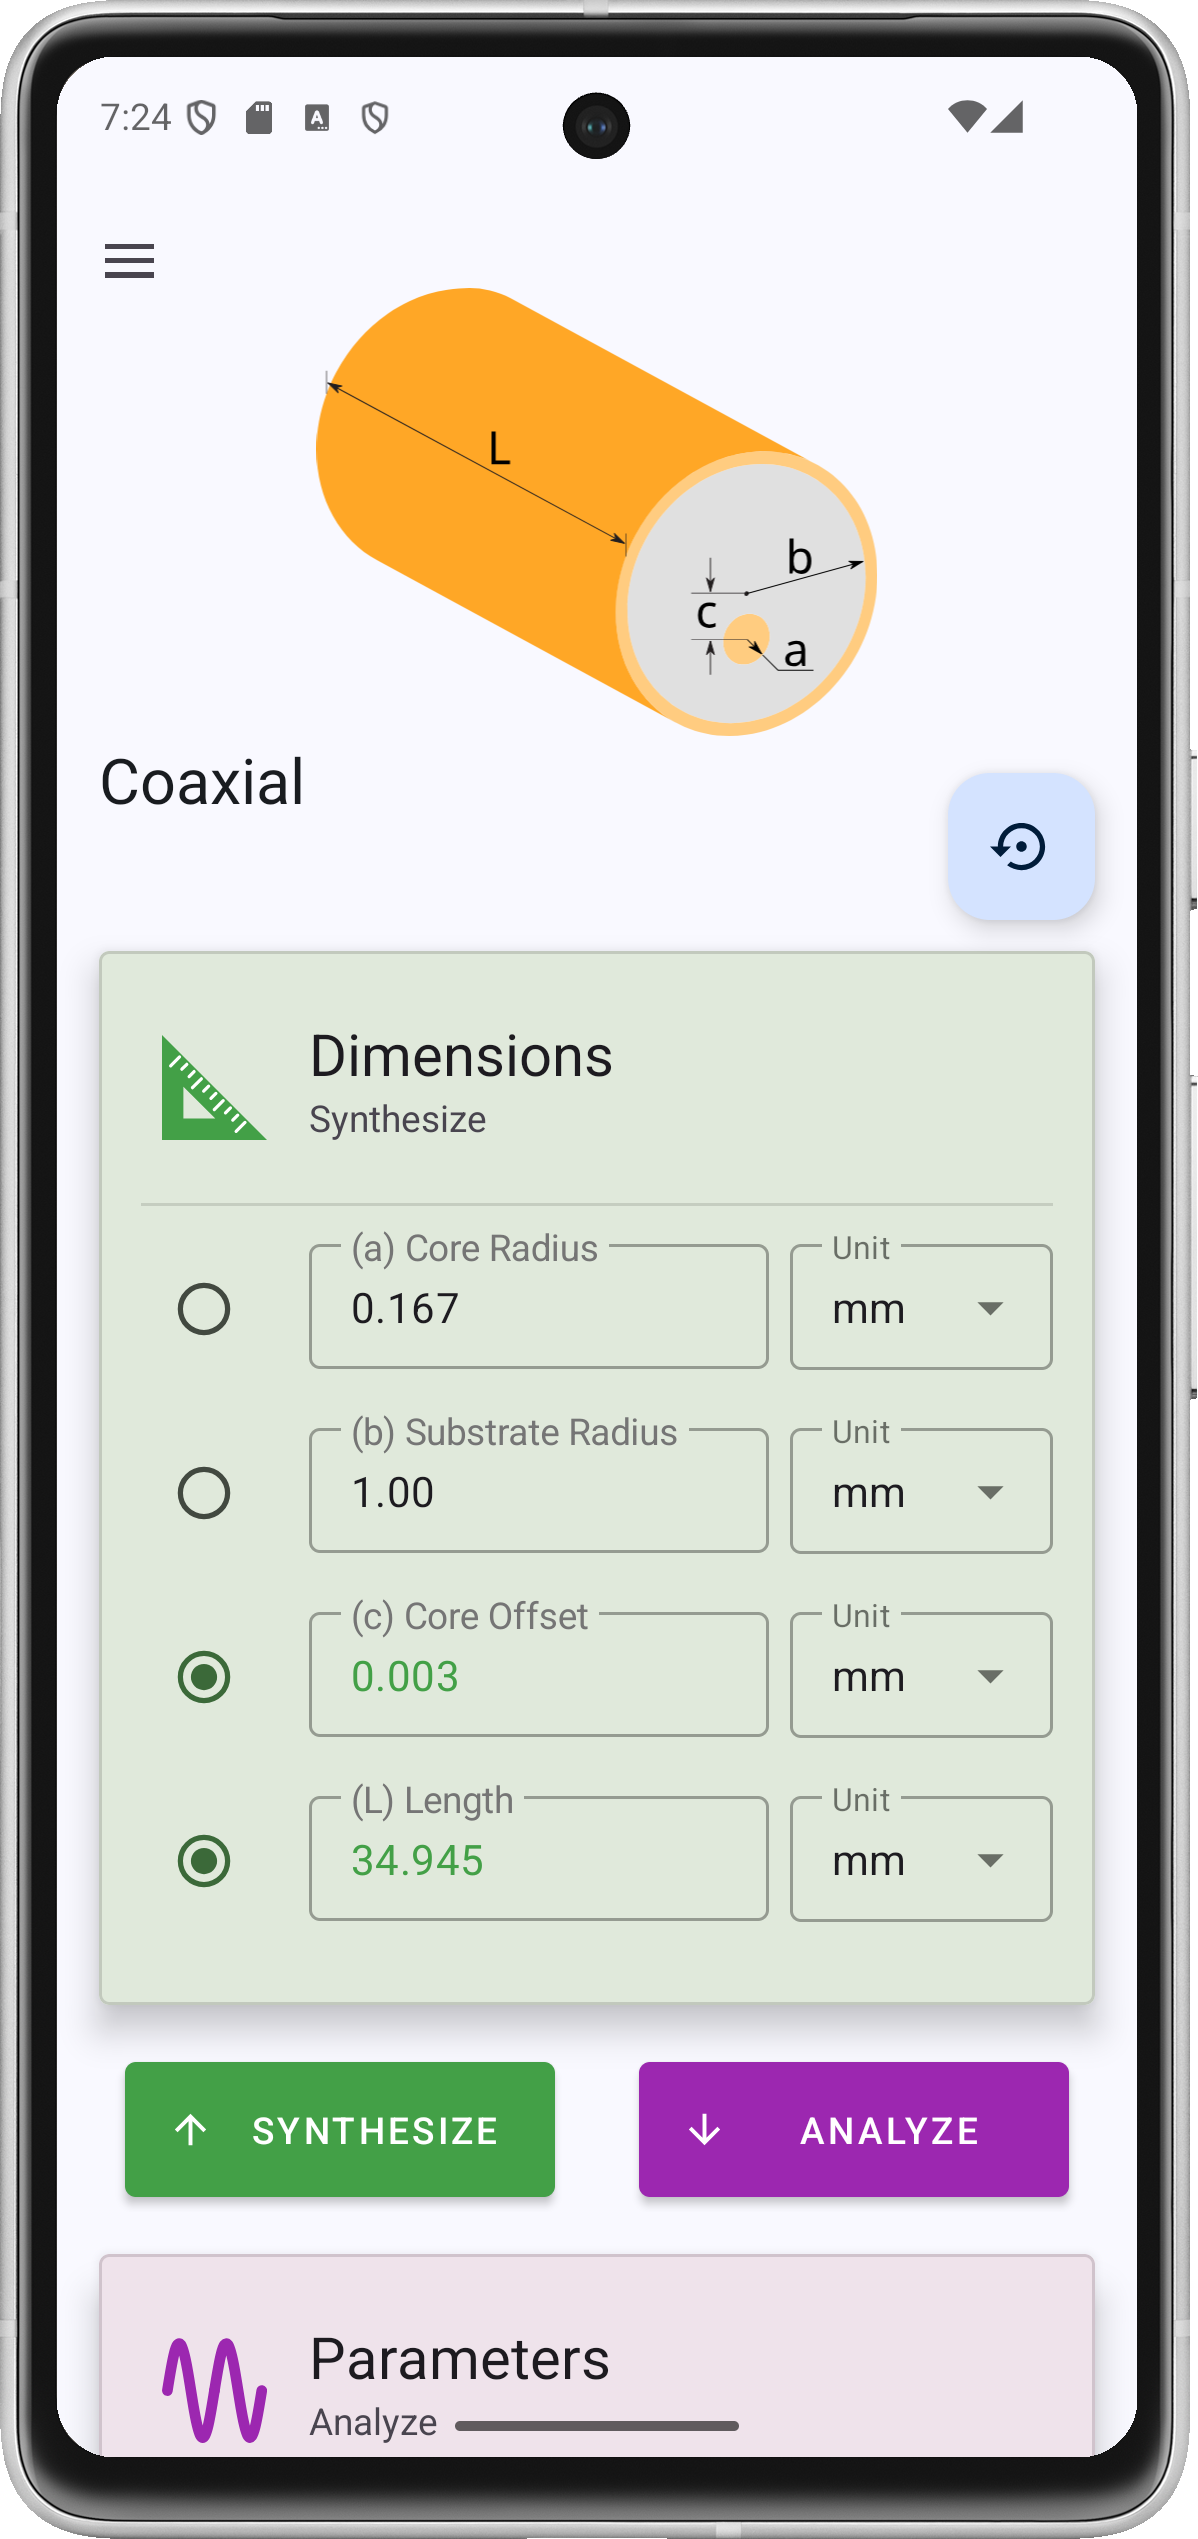 7:24
L
b
c
a
Coaxial
Dimensions
Synthesize
(a) Core Radius
0.167
Unit
mm
(b) Substrate Radius
1.00
Unit
mm
(c) Core Offset
0.003
Unit
mm
(L) Length
34.945
Unit
mm
SYNTHESIZE
ANALYZE
Parameters
Analyze